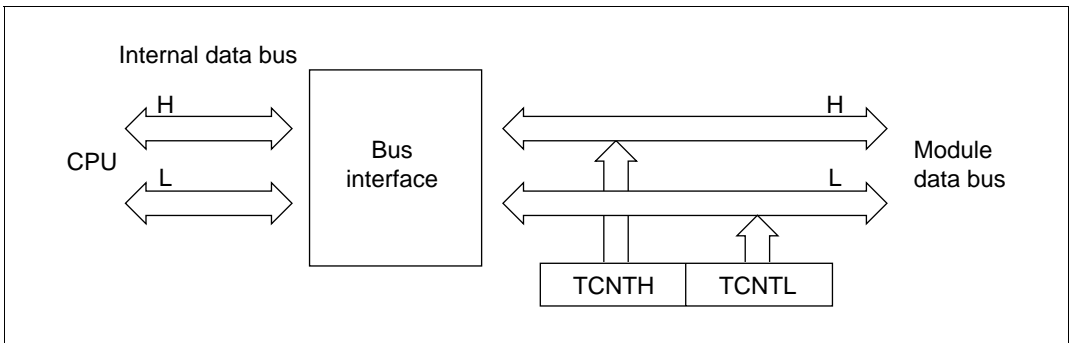 Internal data bus
H
H
CPU
Bus
interface
Module
data bus
L
L
TCNTH
TCNTL